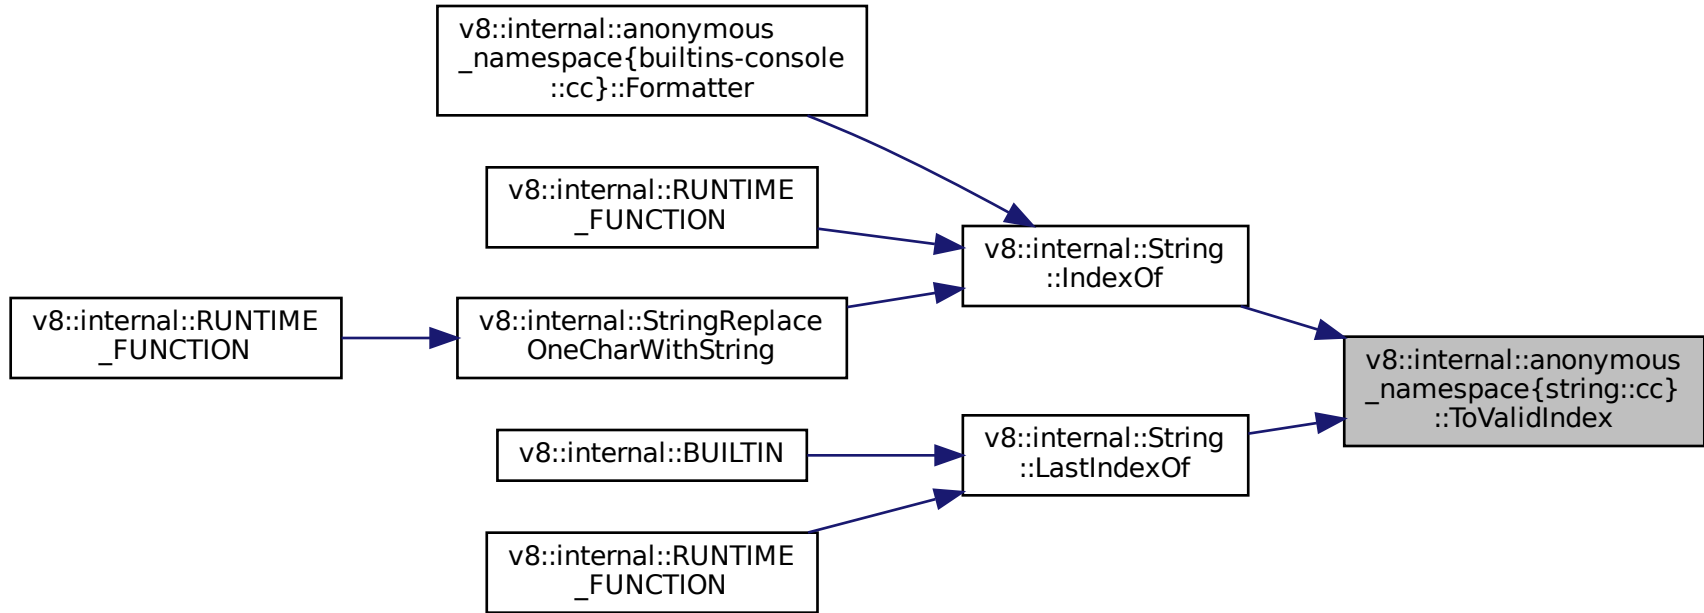 v8::internal::anonymous
_namespace{builtins-console
::cc}::Formatter
v8::internal::RUNTIME
_FUNCTION
v8::internal::String
::IndexOf
v8::internal::RUNTIME
_FUNCTION
v8::internal::StringReplace
OneCharWithString
v8::internal::anonymous
_namespace{string::cc}
::ToValidIndex
v8::internal::BUILTIN
v8::internal::String
::LastIndexOf
v8::internal::RUNTIME
_FUNCTION